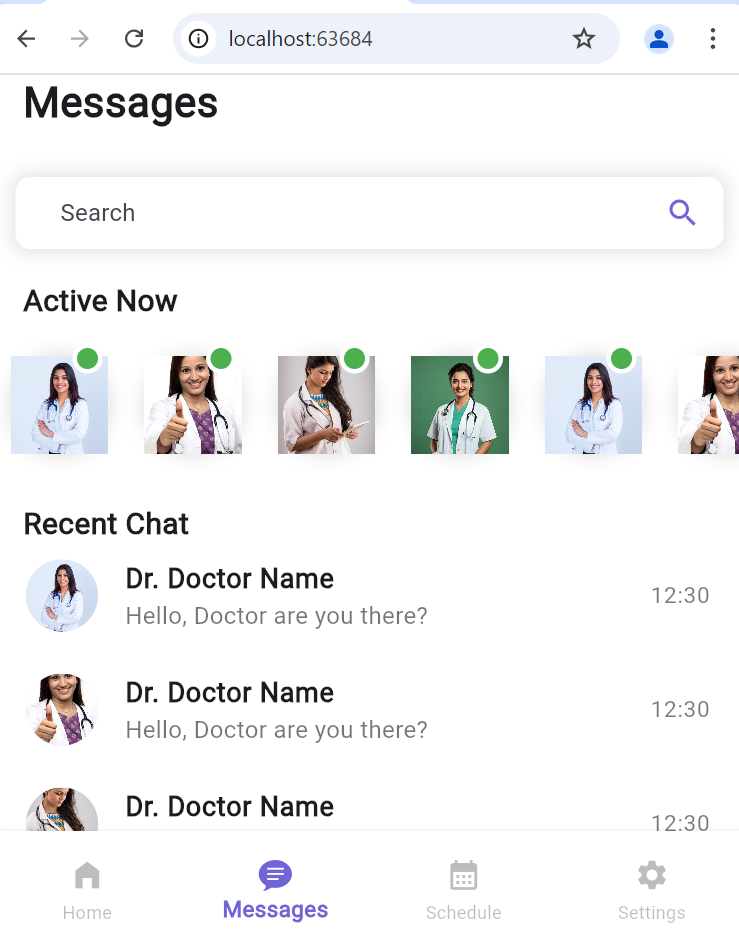 localhost:63684
Messages
Search
Active Now
Recent Chat
Dr. Doctor Name
Hello, Doctor are you there?
12:30
Dr. Doctor Name
Hello, Doctor are you there?
12:30
Dr. Doctor Name
12:30
Home
Messages
Schedule
Settings